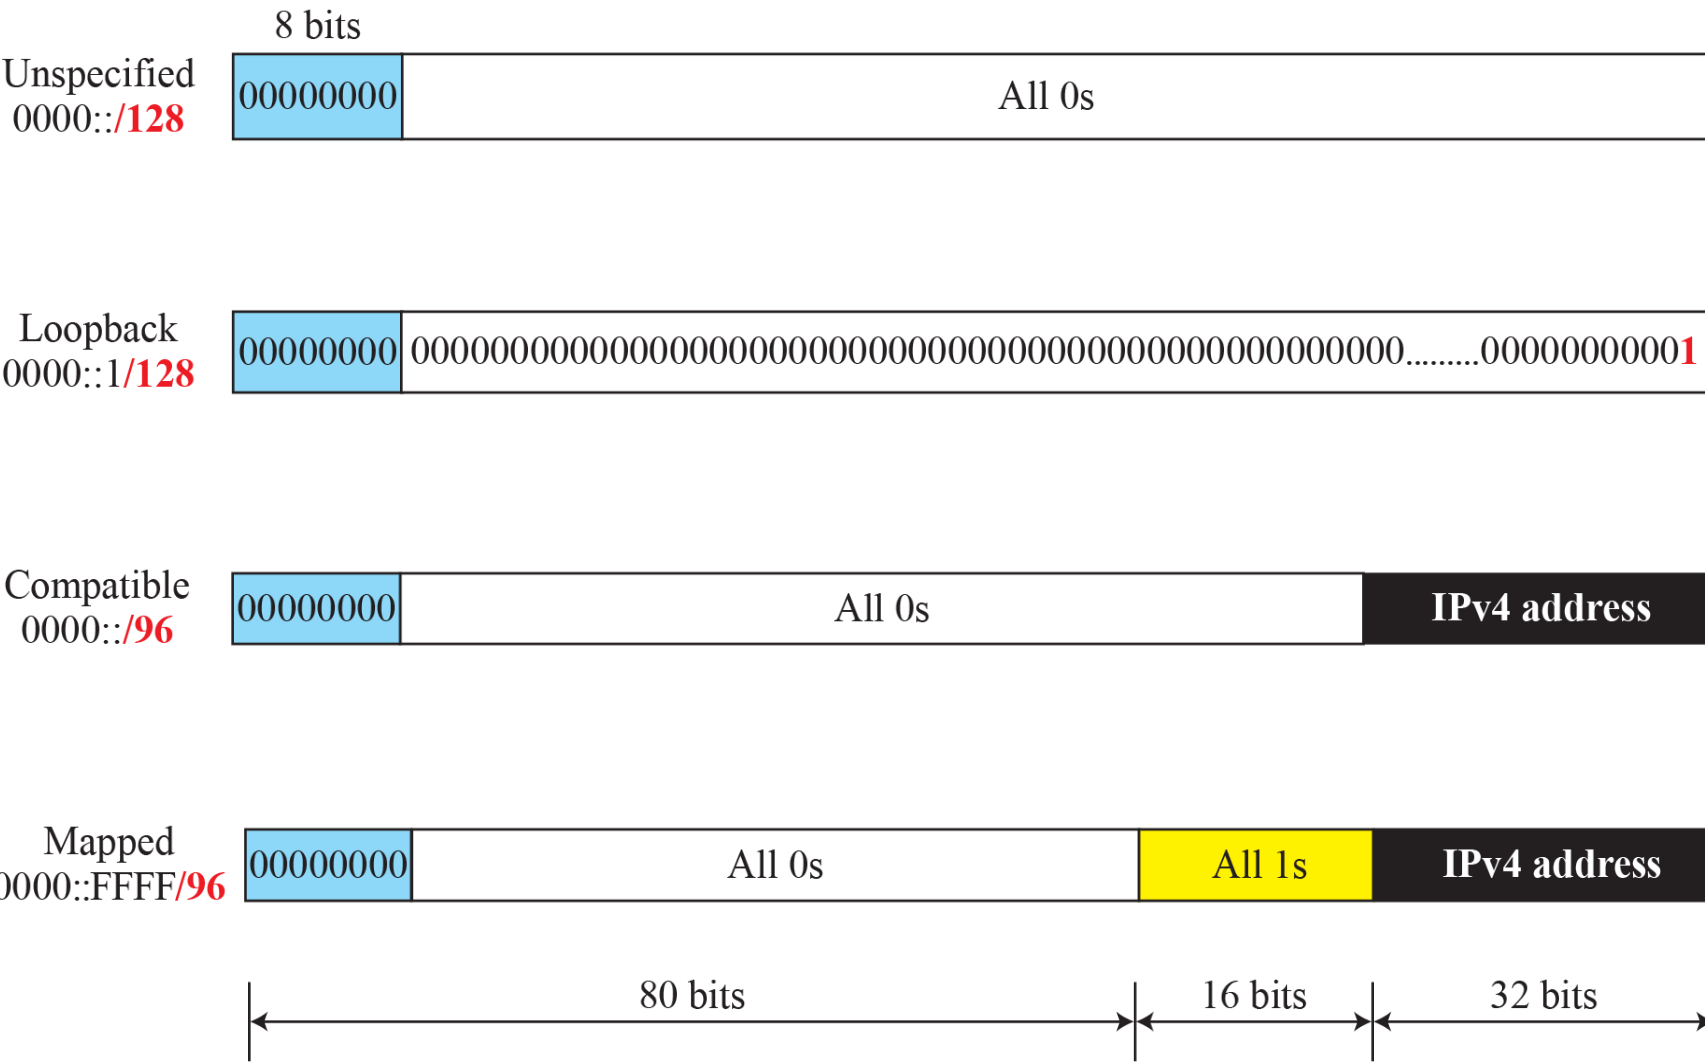 8 bits
Unspecified
0000::/128
00000000 All 0s
Loopback
0000::1/128
00000000 00000000000000000000000000000000000000000000000000.........00000000001
Compatible
0000::/96
00000000 All 0s IPv4 address
Mapped
0000::FFFF/96
00000000 All 0s All 1s IPv4 address
80 bits 16 bits 32 bits